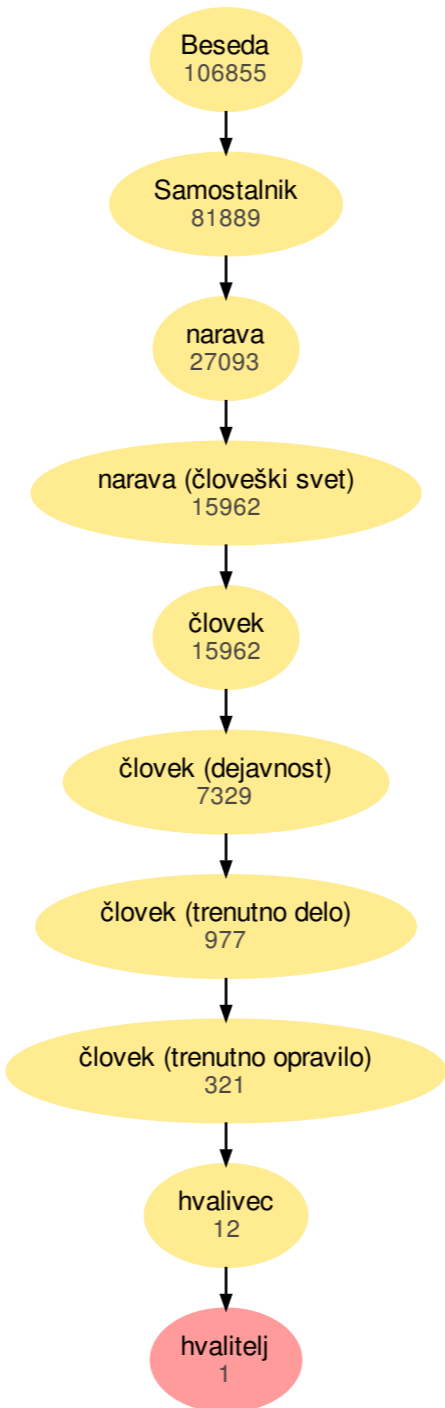 Beseda
106855
Samostalnik
81889
narava
27093
narava (človeški svet)
15962
človek
15962
človek (dejavnost)
7329
človek (trenutno delo)
977
človek (trenutno opravilo)
321
hvalivec
12
hvalitelj
1